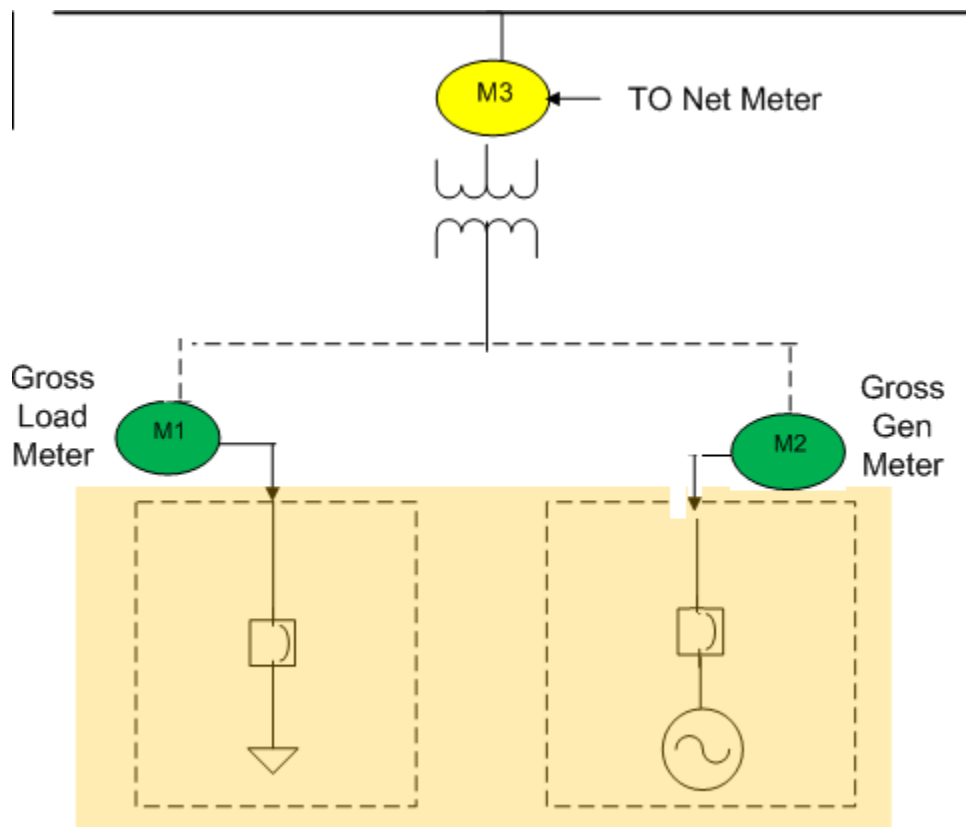 M3
TO Net Meter
Gross
Load
Meter
M1
Gross
Gen
Meter
M2